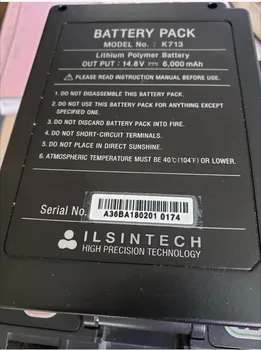 BATTERY PACK
MODEL No. : K713
Lithium Polymer Battery
OUT PUT : 14.8V⎓ 6,000mAh
⚠ PLEASE READ INSTRUCTION MANUAL BEFORE USE.
1. DO NOT DISASSEMBLE THIS BATTERY PACK.
2. DO NOT USE THIS BATTERY PACK FOR ANYTHING EXCEPT
SPECIFIED ONE.
3. DO NOT DISCARD BATTERY PACK INTO FIRE.
4. DO NOT SHORT-CIRCUIT TERMINALS.
5. DO NOT PLACE IN DIRECT SUNSHINE.
6. ATMOSPHERIC TEMPERATURE MUST BE 40℃(104℉) OR LOWER.
Serial No. A36BA180201 0174
ILSINTECH
HIGH PRECISION TECHNOLOGY